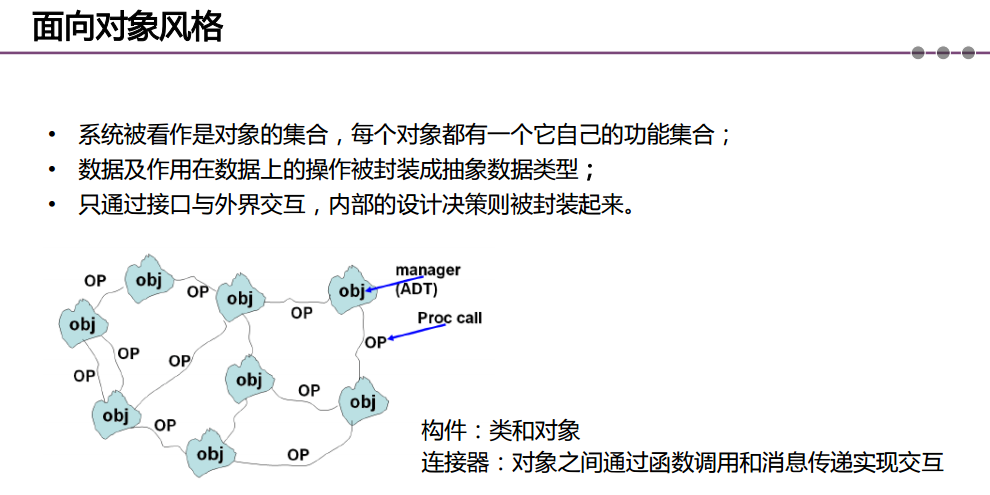 面向对象风格
• 系统被看作是对象的集合，每个对象都有一个它自己的功能集合；
• 数据及作用在数据上的操作被封装成抽象数据类型；
• 只通过接口与外界交互，内部的设计决策则被封装起来。
OP
obj
OP
obj
OP
obj
manager
(ADT)
Proc call
obj
OP
OP
OP
OP
obj
OP
obj
obj
OP
obj
OP
构件：类和对象
连接器：对象之间通过函数调用和消息传递实现交互